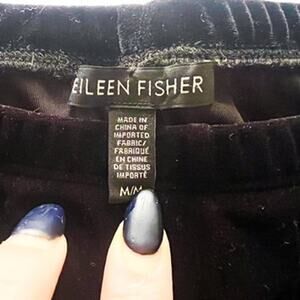 EILEEN FISHER
MADE IN
CHINA OF
IMPORTED
FABRIC/
FABRIQUÉ
EN CHINE
DE TISSUS
IMPORTÉ
M/M